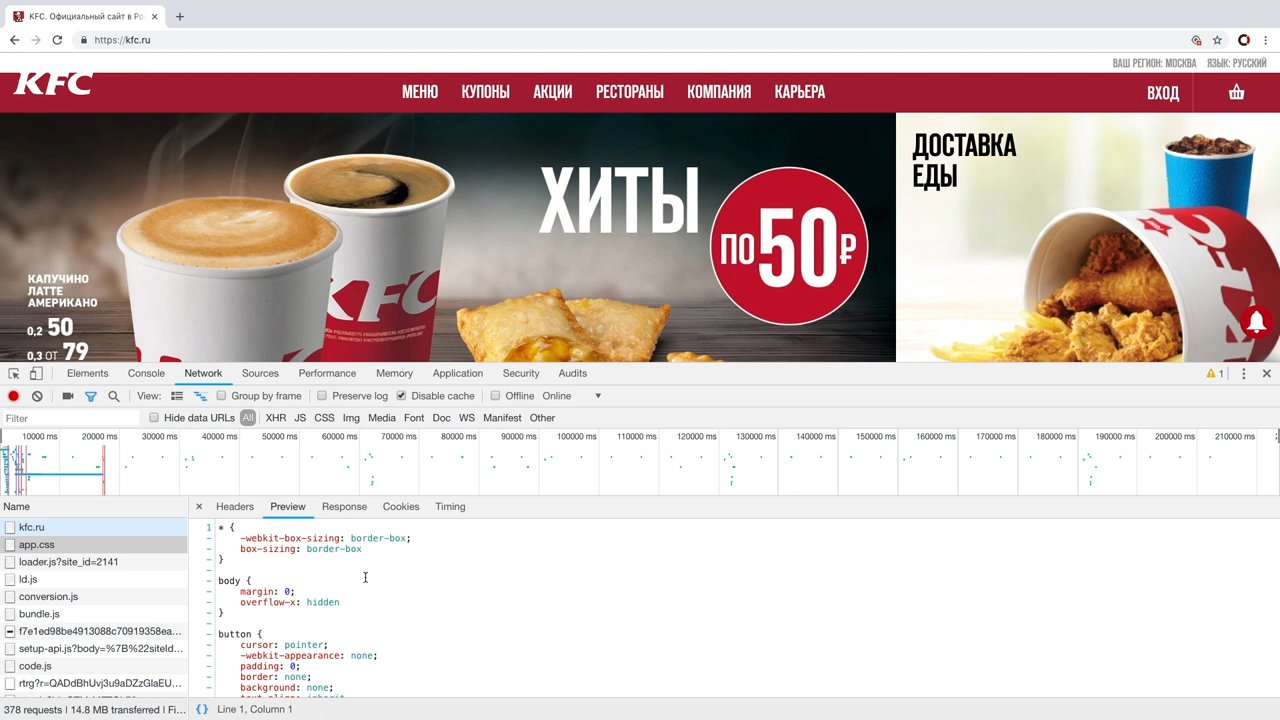 KFC. Официальный сайт в Ро
https://kfc.ru
ВАШ РЕГИОН: МОСКВА ЯЗЫК: РУССКИЙ
KFC МЕНЮ КУПОНЫ АКЦИИ РЕСТОРАНЫ КОМПАНИЯ КАРЬЕРА ВХОД
ХИТЫ
ПО 50₽
ДОСТАВКА
ЕДЫ
КАПУЧИНО
ЛАТТЕ
АМЕРИКАНО
0,2 50
0,3 ОТ 79
KFC
KFC
Elements Console Network Sources Performance Memory Application Security Audits 1
View: Group by frame Preserve log Disable cache Offline Online
Filter Hide data URLs All XHR JS CSS Img Media Font Doc WS Manifest Other
10000 ms 20000 ms 30000 ms 40000 ms 50000 ms 60000 ms 70000 ms 80000 ms 90000 ms 100000 ms 110000 ms 120000 ms 130000 ms 140000 ms 150000 ms 160000 ms 170000 ms 180000 ms 190000 ms 200000 ms 210000 ms
Name
kfc.ru
app.css
loader.js?site_id=2141
ld.js
conversion.js
bundle.js
f7e1ed98be4913088c70919358ea...
setup-api.js?body=%7B%22siteId...
code.js
rtrg?r=QADdBhUvj3u9aDZzGlaEU...
378 requests | 14.8 MB transferred | Fi...
Headers Preview Response Cookies Timing
1 * {
- -webkit-box-sizing: border-box;
- box-sizing: border-box
- }
-
- body {
- margin: 0;
- overflow-x: hidden
- }
-
- button {
- cursor: pointer;
- -webkit-appearance: none;
- padding: 0;
- border: none;
- background: none;
{} Line 1, Column 1